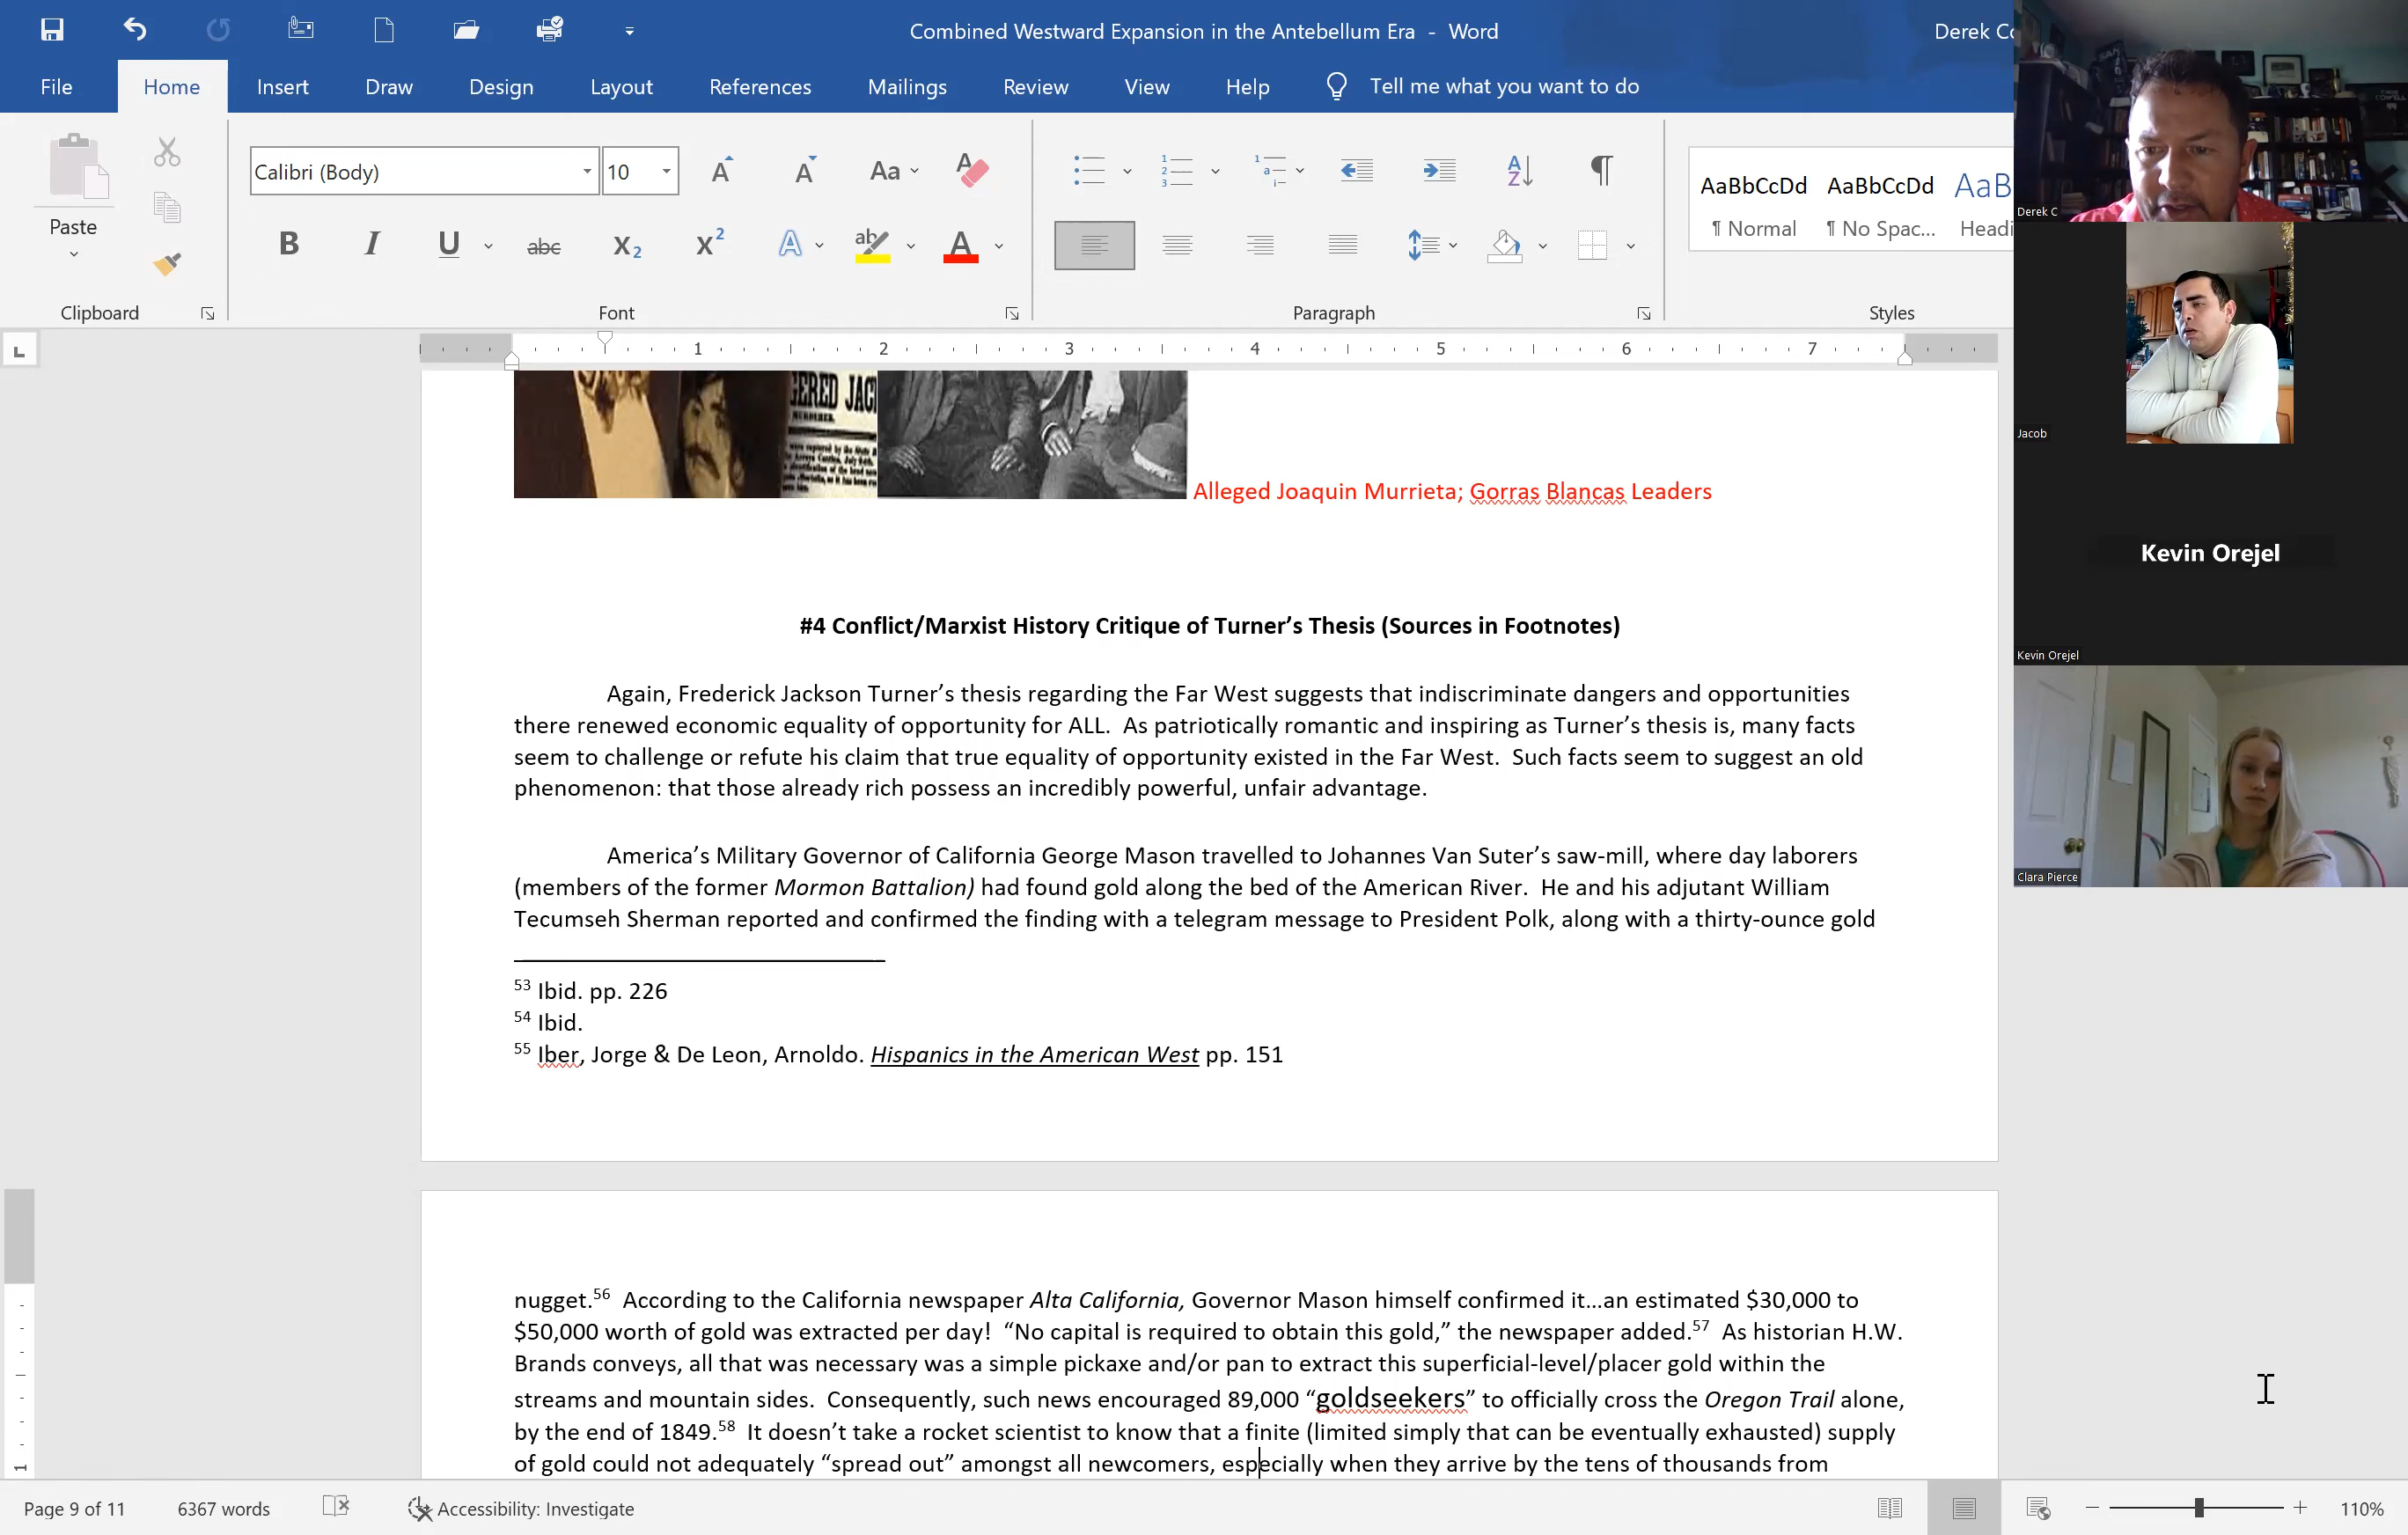 Combined Westward Expansion in the Antebellum Era - Word
Derek Co
File Home Insert Draw Design Layout References Mailings Review View Help Tell me what you want to do
Paste
Calibri (Body) 10
Clipboard Font Paragraph Styles
AaBbCcDd AaBbCcDd AaB
¶ Normal ¶ No Spac... Headi
1 2 3 4 5 6 7
Derek C
Jacob
Kevin Orejel
Kevin Orejel
Clara Pierce
ERED JAC
MURDERER.
Alleged Joaquin Murrieta; Gorras Blancas Leaders
#4 Conflict/Marxist History Critique of Turner’s Thesis (Sources in Footnotes)
Again, Frederick Jackson Turner’s thesis regarding the Far West suggests that indiscriminate dangers and opportunities
there renewed economic equality of opportunity for ALL. As patriotically romantic and inspiring as Turner’s thesis is, many facts
seem to challenge or refute his claim that true equality of opportunity existed in the Far West. Such facts seem to suggest an old
phenomenon: that those already rich possess an incredibly powerful, unfair advantage.
America’s Military Governor of California George Mason travelled to Johannes Van Suter’s saw-mill, where day laborers
(members of the former Mormon Battalion) had found gold along the bed of the American River. He and his adjutant William
Tecumseh Sherman reported and confirmed the finding with a telegram message to President Polk, along with a thirty-ounce gold
53 Ibid. pp. 226
54 Ibid.
55 Iber, Jorge & De Leon, Arnoldo. Hispanics in the American West pp. 151
nugget.56 According to the California newspaper Alta California, Governor Mason himself confirmed it…an estimated $30,000 to
$50,000 worth of gold was extracted per day! “No capital is required to obtain this gold,” the newspaper added.57 As historian H.W.
Brands conveys, all that was necessary was a simple pickaxe and/or pan to extract this superficial-level/placer gold within the
streams and mountain sides. Consequently, such news encouraged 89,000 “goldseekers” to officially cross the Oregon Trail alone,
by the end of 1849.58 It doesn’t take a rocket scientist to know that a finite (limited simply that can be eventually exhausted) supply
of gold could not adequately “spread out” amongst all newcomers, especially when they arrive by the tens of thousands from
Page 9 of 11 6367 words Accessibility: Investigate 110%